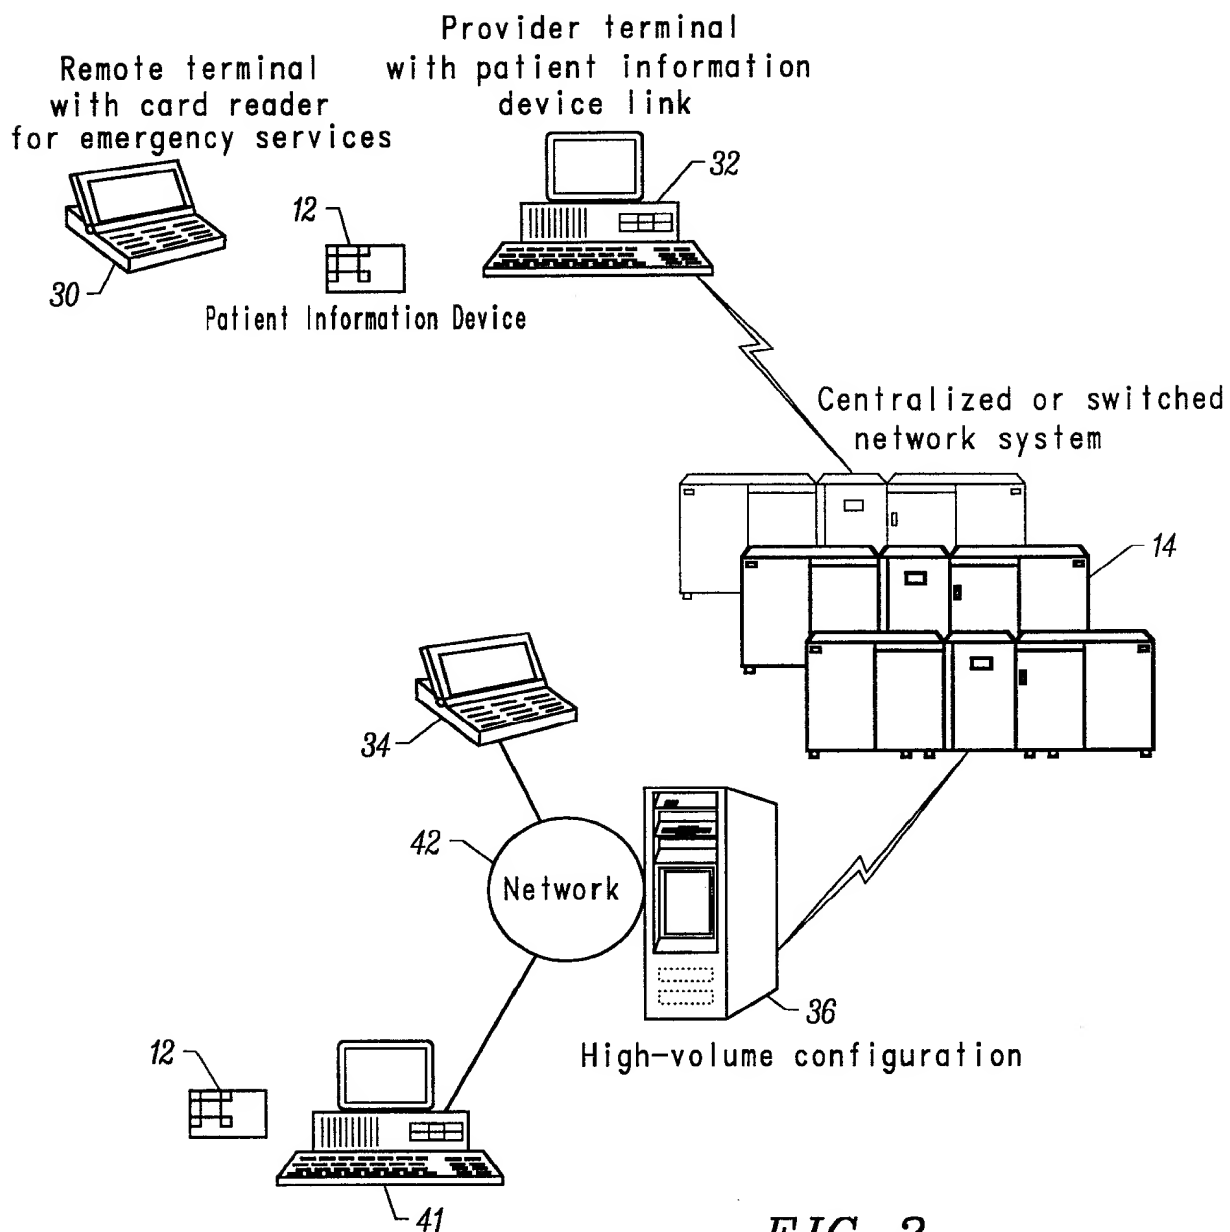 Provider terminal
with patient information
device link
Remote terminal
with card reader
for emergency services
32
12
30
Patient Information Device
Centralized or switched
network system
14
34
42
Network
36
High-volume configuration
12
41